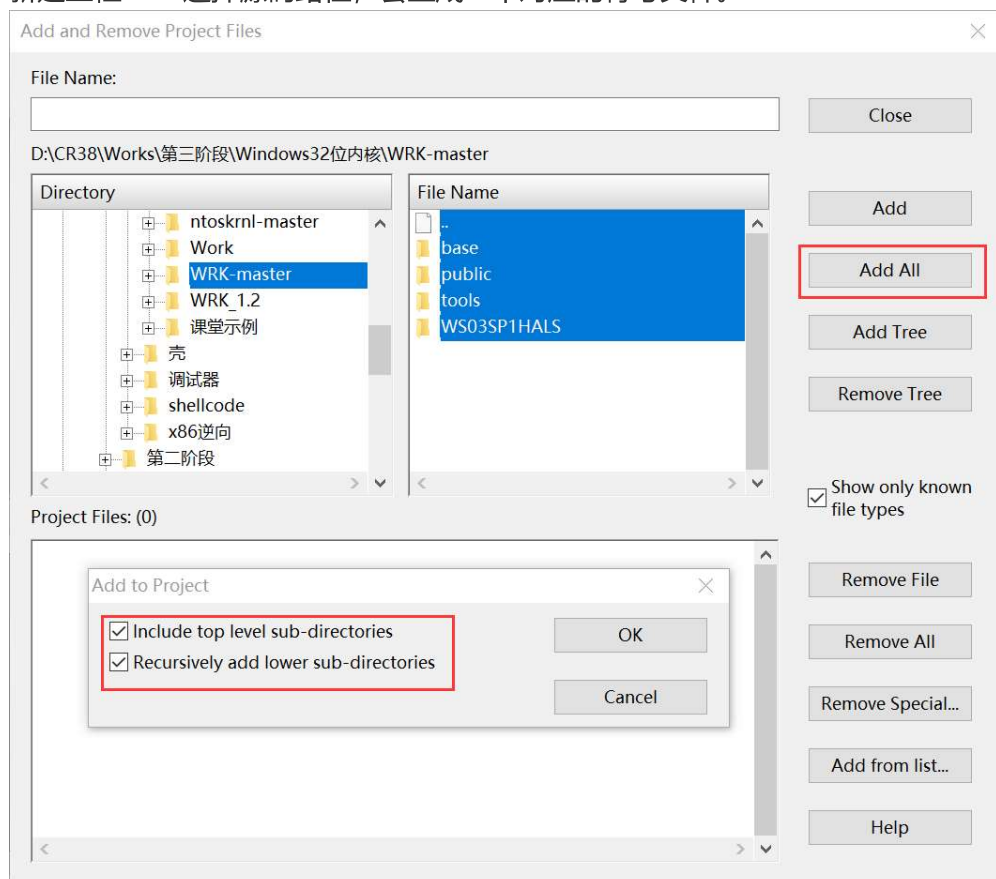 Add and Remove Project Files
File Name:
Close
D:\CR38\Works\第三阶段\Windows32位内核\WRK-master
Directory
File Name
ntoskrnl-master
Work
WRK-master
WRK_1.2
课堂示例
壳
调试器
shellcode
x86逆向
第二阶段
..
base
public
tools
WS03SP1HALS
Add
Add All
Add Tree
Remove Tree
Show only known
file types
Project Files: (0)
Add to Project
Include top level sub-directories
Recursively add lower sub-directories
OK
Cancel
Remove File
Remove All
Remove Special...
Add from list...
Help